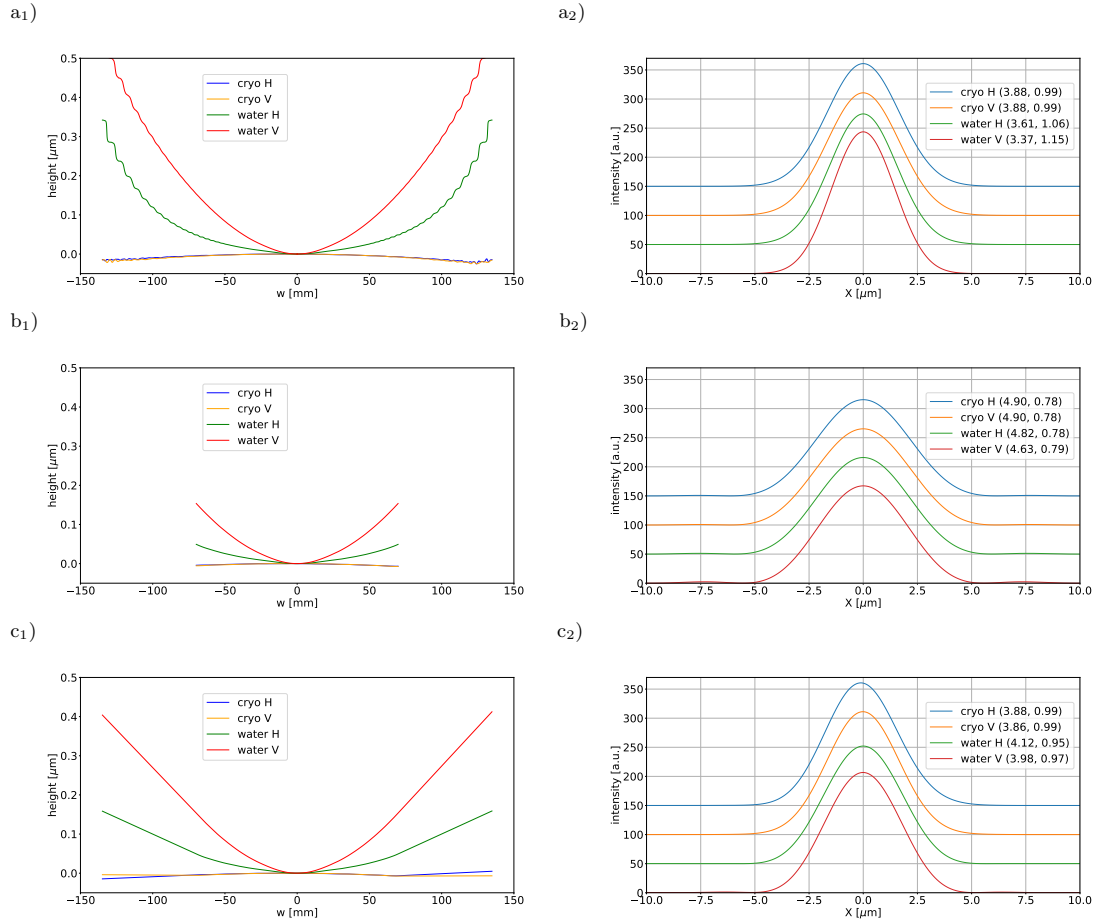 a₁)
a₂)
0.5
0.4
0.3
0.2
0.1
0.0
height [μm]
cryo H
cryo V
water H
water V
−150 −100 −50 0 50 100 150
w [mm]
350
300
250
200
150
100
50
0
intensity [a.u.]
cryo H (3.88, 0.99)
cryo V (3.88, 0.99)
water H (3.61, 1.06)
water V (3.37, 1.15)
−10.0 −7.5 −5.0 −2.5 0.0 2.5 5.0 7.5 10.0
X [μm]
b₁)
b₂)
0.5
0.4
0.3
0.2
0.1
0.0
height [μm]
cryo H
cryo V
water H
water V
−150 −100 −50 0 50 100 150
w [mm]
350
300
250
200
150
100
50
0
intensity [a.u.]
cryo H (4.90, 0.78)
cryo V (4.90, 0.78)
water H (4.82, 0.78)
water V (4.63, 0.79)
−10.0 −7.5 −5.0 −2.5 0.0 2.5 5.0 7.5 10.0
X [μm]
c₁)
c₂)
0.5
0.4
0.3
0.2
0.1
0.0
height [μm]
cryo H
cryo V
water H
water V
−150 −100 −50 0 50 100 150
w [mm]
350
300
250
200
150
100
50
0
intensity [a.u.]
cryo H (3.88, 0.99)
cryo V (3.86, 0.99)
water H (4.12, 0.95)
water V (3.98, 0.97)
−10.0 −7.5 −5.0 −2.5 0.0 2.5 5.0 7.5 10.0
X [μm]